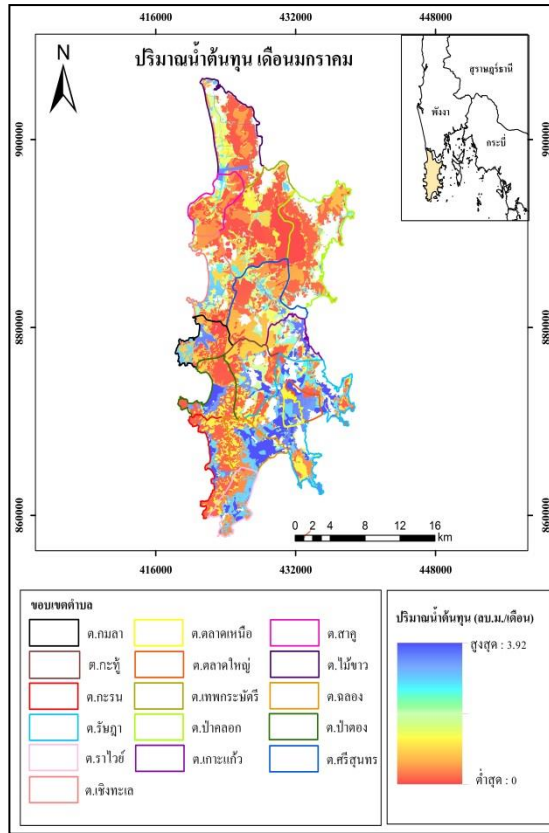 416000 432000 448000
N
ปริมาณน้ำต้นทุน เดือนมกราคม
สุราษฎร์ธานี
พังงา
กระบี่
900000
900000
880000
880000
860000
860000
0 2 4 8 12 16
km
416000 432000 448000
ขอบเขตตำบล
ต.กมลา ต.ตลาดเหนือ ต.สาคู
ต.กะทู้ ต.ตลาดใหญ่ ต.ไม้ขาว
ต.กะรน ต.เทพกระษัตรี ต.ฉลอง
ต.รัษฎา ต.ป่าคลอก ต.ป่าตอง
ต.ราไวย์ ต.เกาะแก้ว ต.ศรีสุนทร
ต.เชิงทะเล
ปริมาณน้ำต้นทุน (ลบ.ม./เดือน)
สูงสุด : 3.92
ต่ำสุด : 0